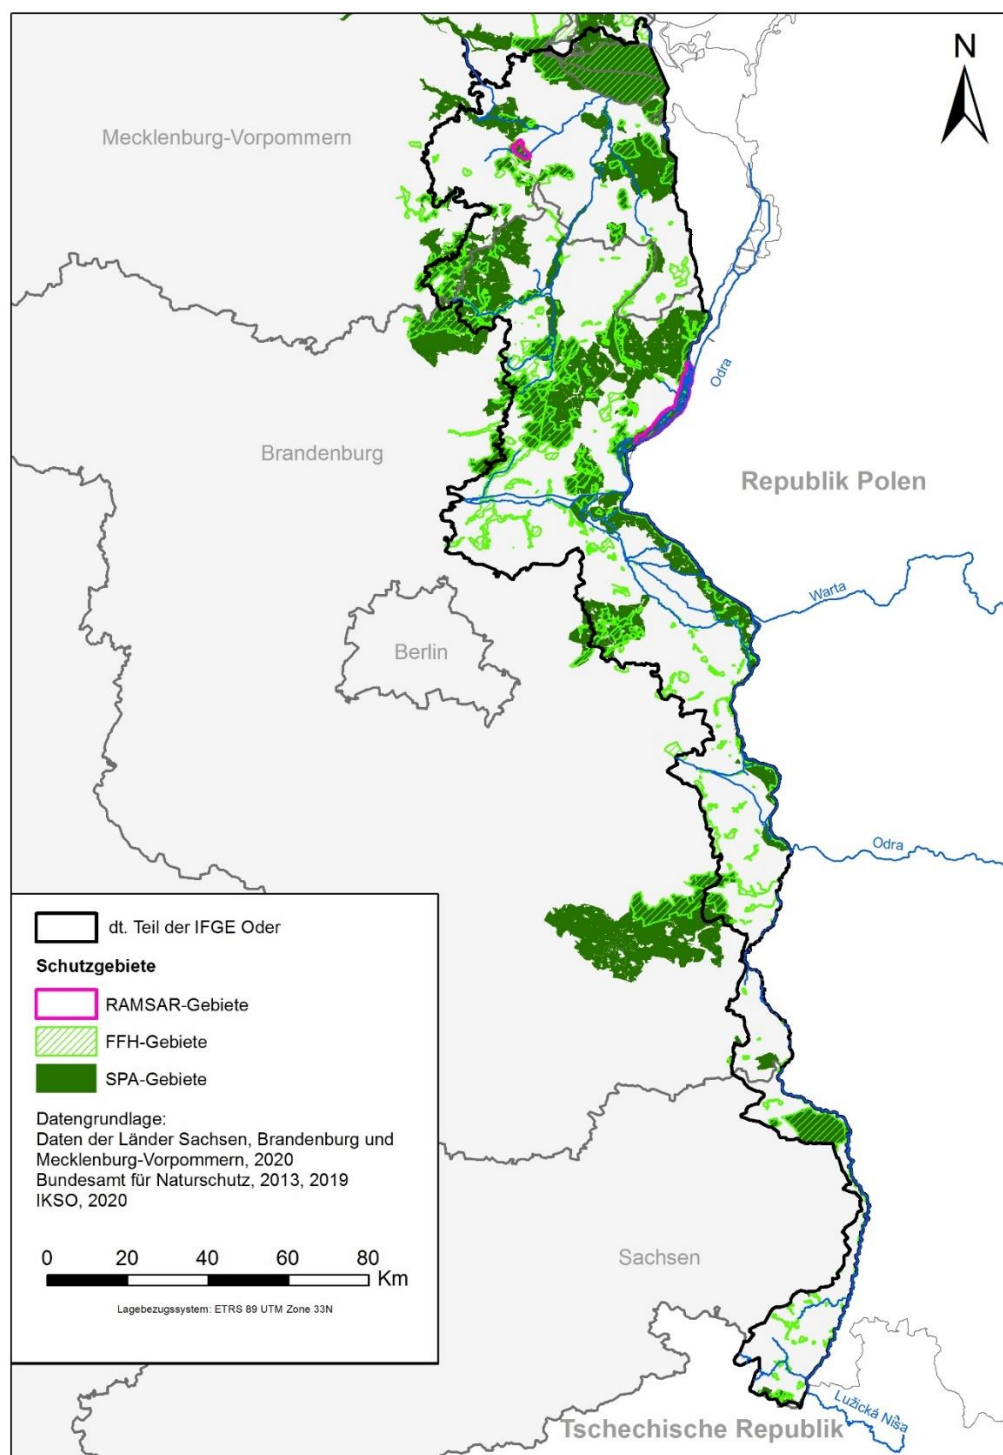 N
Mecklenburg-Vorpommern
Odra
Brandenburg
Republik Polen
Warta
Berlin
Odra
dt. Teil der IFGE Oder
Schutzgebiete
RAMSAR-Gebiete
FFH-Gebiete
SPA-Gebiete
Datengrundlage:
Daten der Länder Sachsen, Brandenburg und
Mecklenburg-Vorpommern, 2020
Bundesamt für Naturschutz, 2013, 2019
IKSO, 2020
0 20 40 60 80
Km
Lagebezugssystem: ETRS 89 UTM Zone 33N
Sachsen
Lužická Nisa
Tschechische Republik